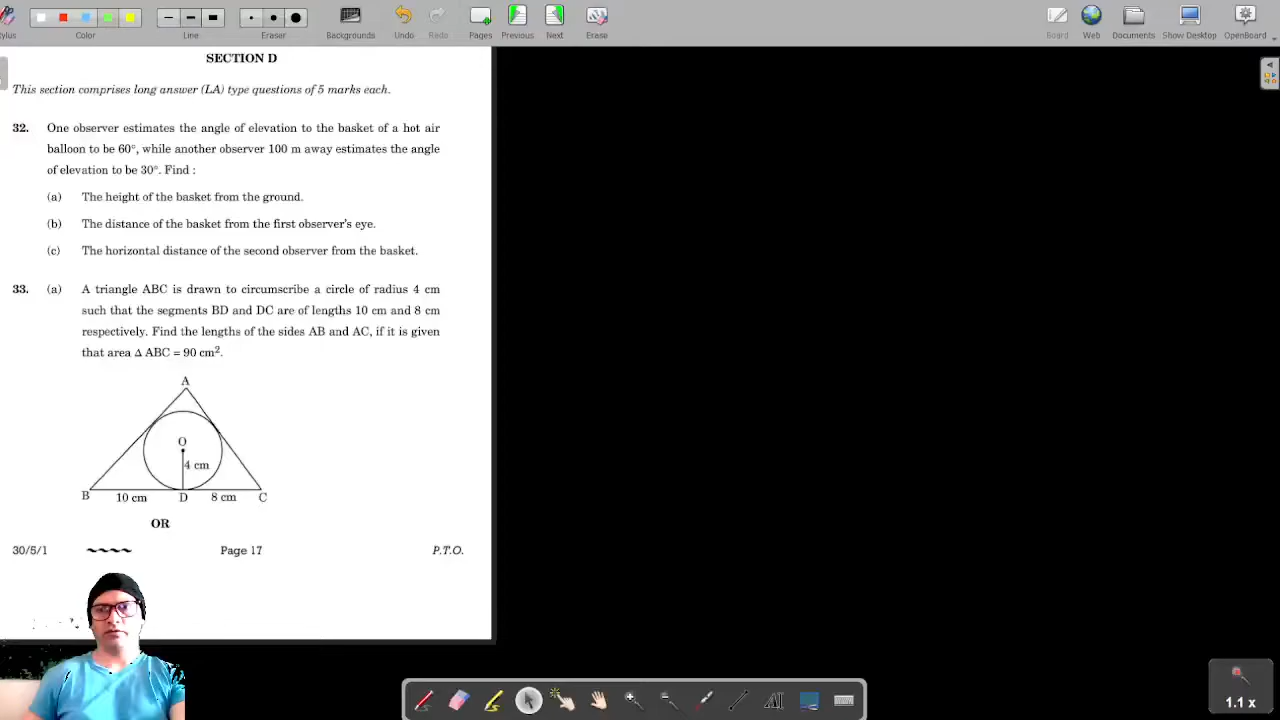 tylus
Color
Line
Eraser
Backgrounds
Undo
Redo
Pages
Previous
Next
Erase
Board
Web
Documents
Show Desktop
OpenBoard
SECTION D
This section comprises long answer (LA) type questions of 5 marks each.
32. One observer estimates the angle of elevation to the basket of a hot air
balloon to be 60°, while another observer 100 m away estimates the angle
of elevation to be 30°. Find :
(a) The height of the basket from the ground.
(b) The distance of the basket from the first observer's eye.
(c) The horizontal distance of the second observer from the basket.
33. (a) A triangle ABC is drawn to circumscribe a circle of radius 4 cm
such that the segments BD and DC are of lengths 10 cm and 8 cm
respectively. Find the lengths of the sides AB and AC, if it is given
that area Δ ABC = 90 cm².
A
O
4 cm
B 10 cm D 8 cm C
OR
30/5/1 Page 17 P.T.O.
AI
1.1 x